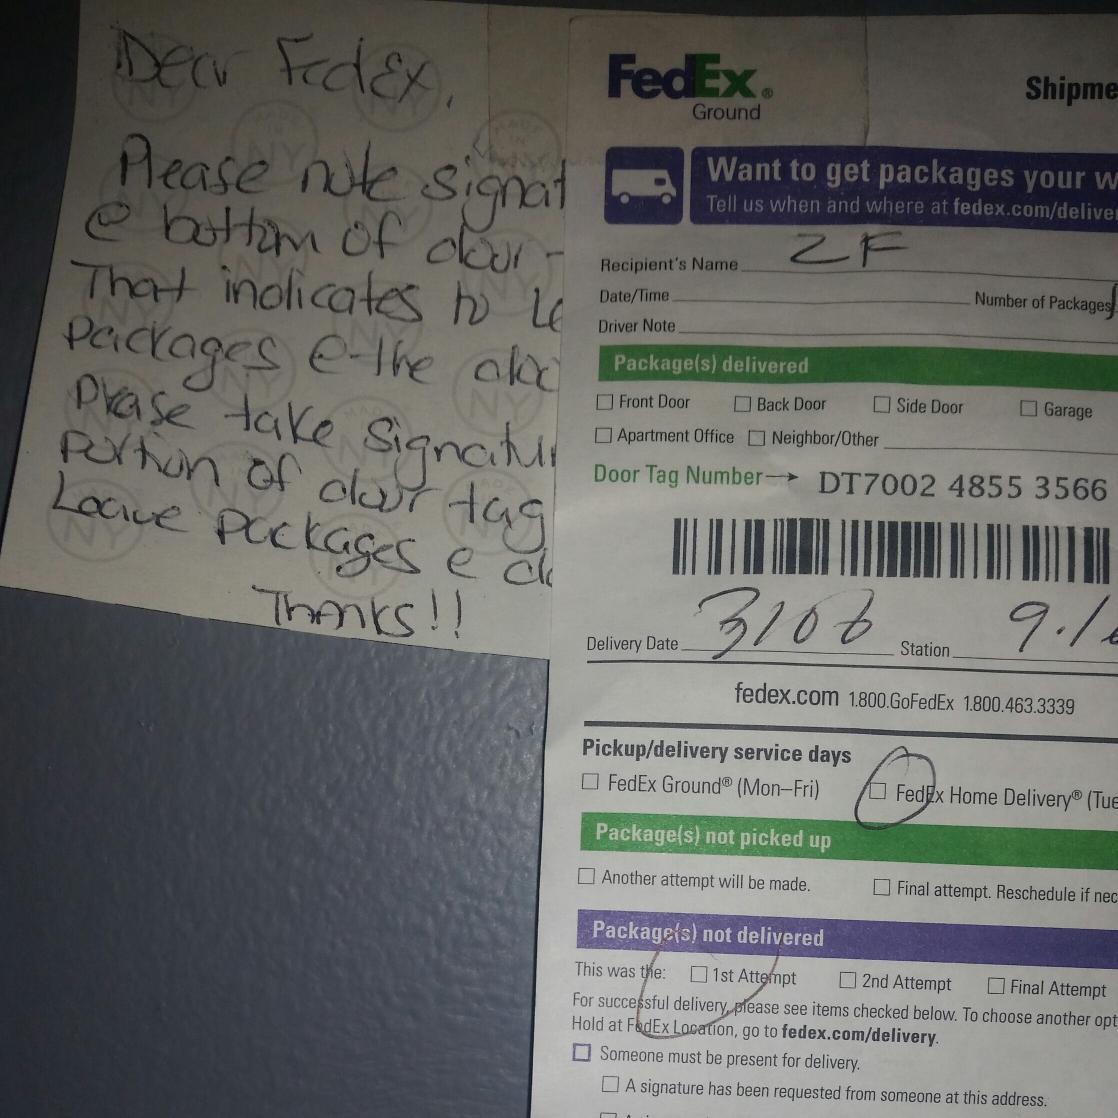 Dear FedEx,
Please note signat
@ bottom of door -
That indicates to Le
packages @ the doo
Please take signatur
Portion of door tag
Leave packages @ do
Thanks!!
FedEx®
Ground
Shipme
Want to get packages your w
Tell us when and where at fedex.com/deliver
Recipient's Name ZF
Date/Time Number of Packages
Driver Note
Package(s) delivered
Front Door Back Door Side Door Garage
Apartment Office Neighbor/Other
Door Tag Number→ DT7002 4855 3566
Delivery Date 3106 Station 9.1
fedex.com 1.800.GoFedEx 1.800.463.3339
Pickup/delivery service days
FedEx Ground® (Mon–Fri) FedEx Home Delivery® (Tue
Package(s) not picked up
Another attempt will be made. Final attempt. Reschedule if nec
Package(s) not delivered
This was the: 1st Attempt 2nd Attempt Final Attempt
For successful delivery, please see items checked below. To choose another opt
Hold at FedEx Location, go to fedex.com/delivery.
Someone must be present for delivery.
A signature has been requested from someone at this address.